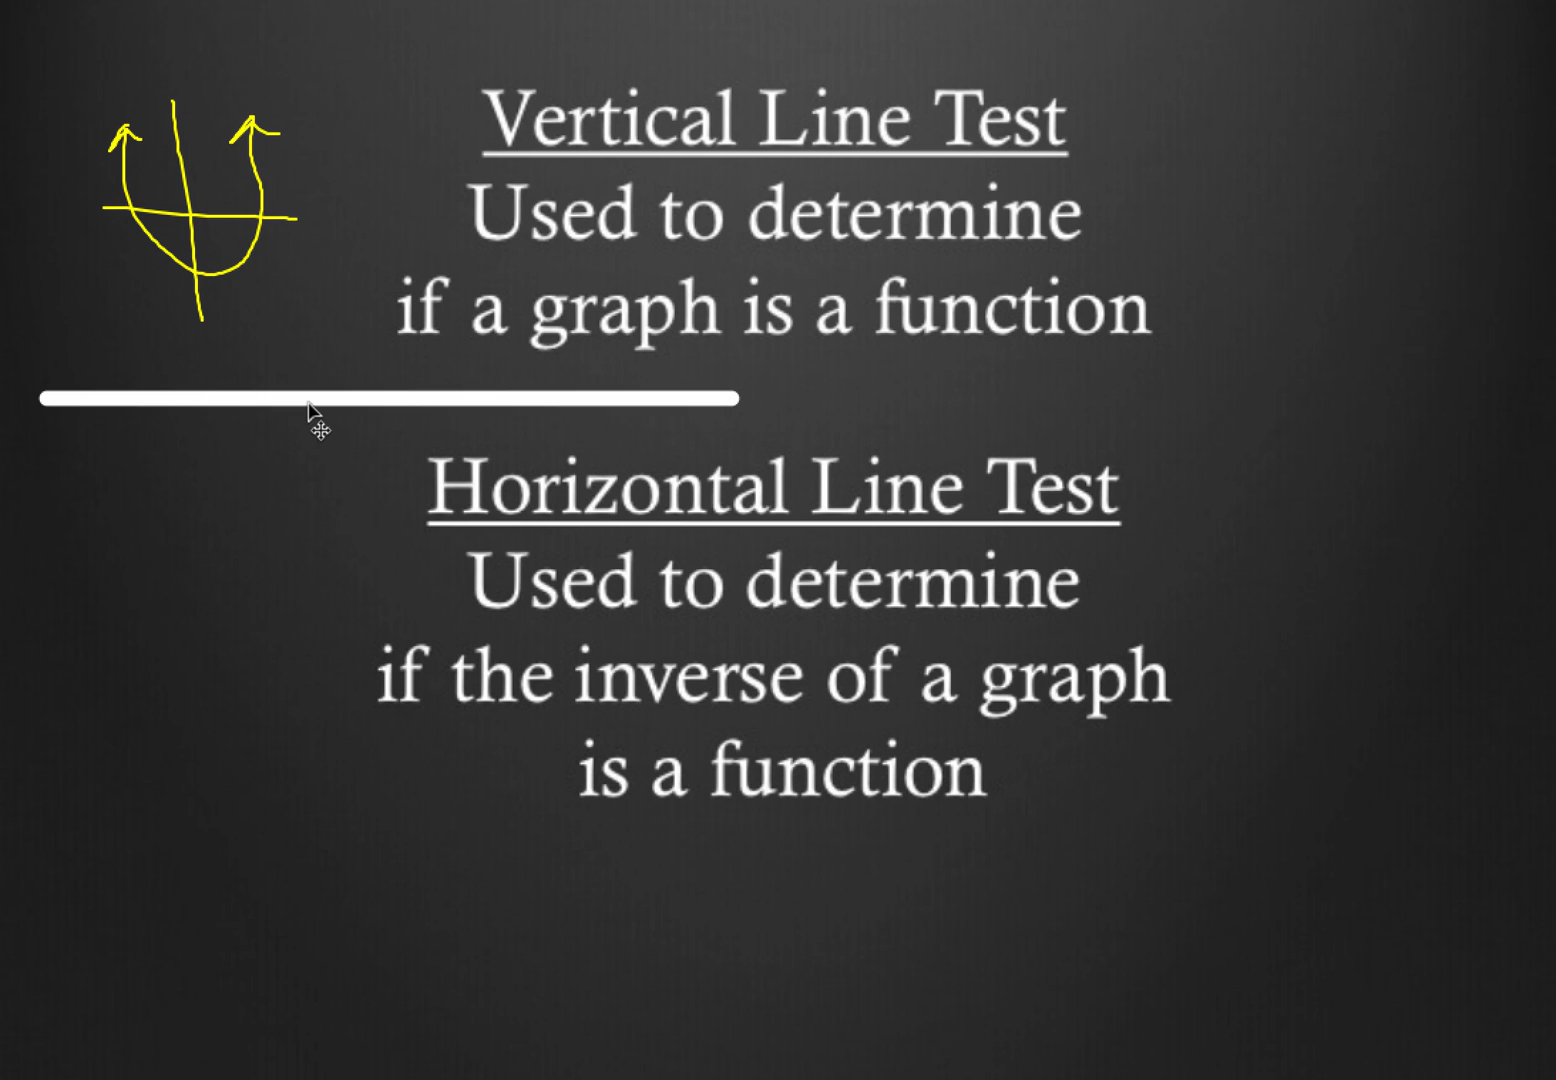 Vertical Line Test
Used to determine
if a graph is a function
Horizontal Line Test
Used to determine
if the inverse of a graph
is a function